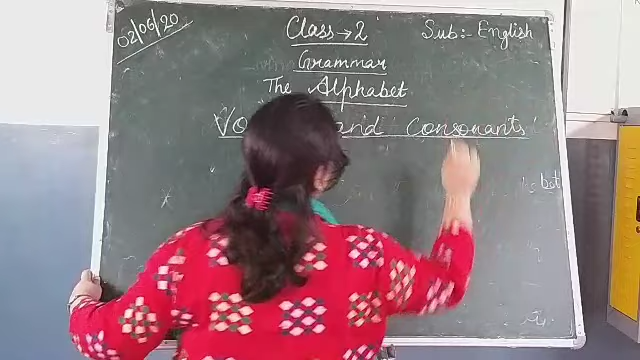 02/06/20
Class → 2
Sub:- English
Grammar
The Alphabet
and consonants